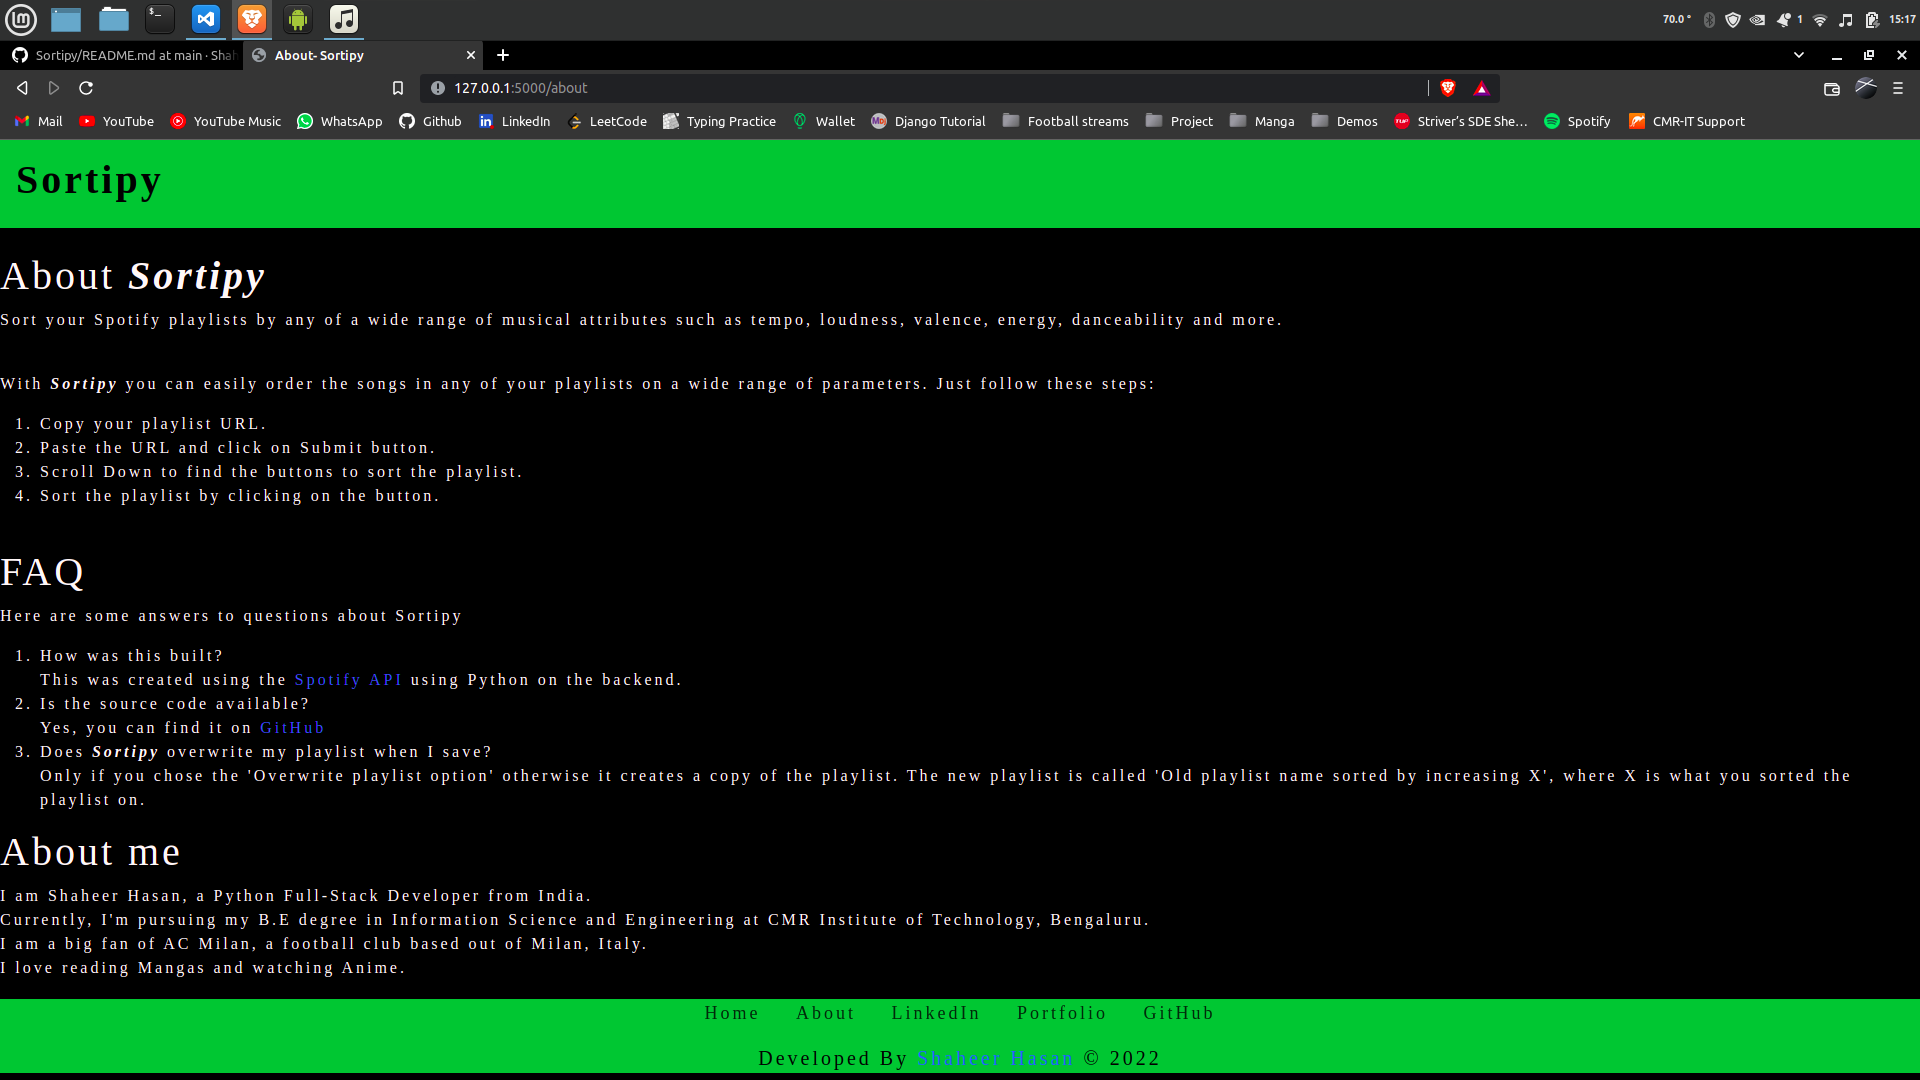 70.0 ° 1 15:17
Sortipy/README.md at main · Shah
About- Sortipy
127.0.0.1:5000/about
Mail YouTube YouTube Music WhatsApp Github LinkedIn LeetCode Typing Practice Wallet Django Tutorial Football streams Project Manga Demos Striver's SDE She... Spotify CMR-IT Support
Sortipy
About Sortipy
Sort your Spotify playlists by any of a wide range of musical attributes such as tempo, loudness, valence, energy, danceability and more.
With Sortipy you can easily order the songs in any of your playlists on a wide range of parameters. Just follow these steps:
1. Copy your playlist URL.
2. Paste the URL and click on Submit button.
3. Scroll Down to find the buttons to sort the playlist.
4. Sort the playlist by clicking on the button.
FAQ
Here are some answers to questions about Sortipy
1. How was this built?
This was created using the Spotify API using Python on the backend.
2. Is the source code available?
Yes, you can find it on GitHub
3. Does Sortipy overwrite my playlist when I save?
Only if you chose the 'Overwrite playlist option' otherwise it creates a copy of the playlist. The new playlist is called 'Old playlist name sorted by increasing X', where X is what you sorted the
playlist on.
About me
I am Shaheer Hasan, a Python Full-Stack Developer from India.
Currently, I'm pursuing my B.E degree in Information Science and Engineering at CMR Institute of Technology, Bengaluru.
I am a big fan of AC Milan, a football club based out of Milan, Italy.
I love reading Mangas and watching Anime.
Home About LinkedIn Portfolio GitHub
Developed By Shaheer Hasan © 2022